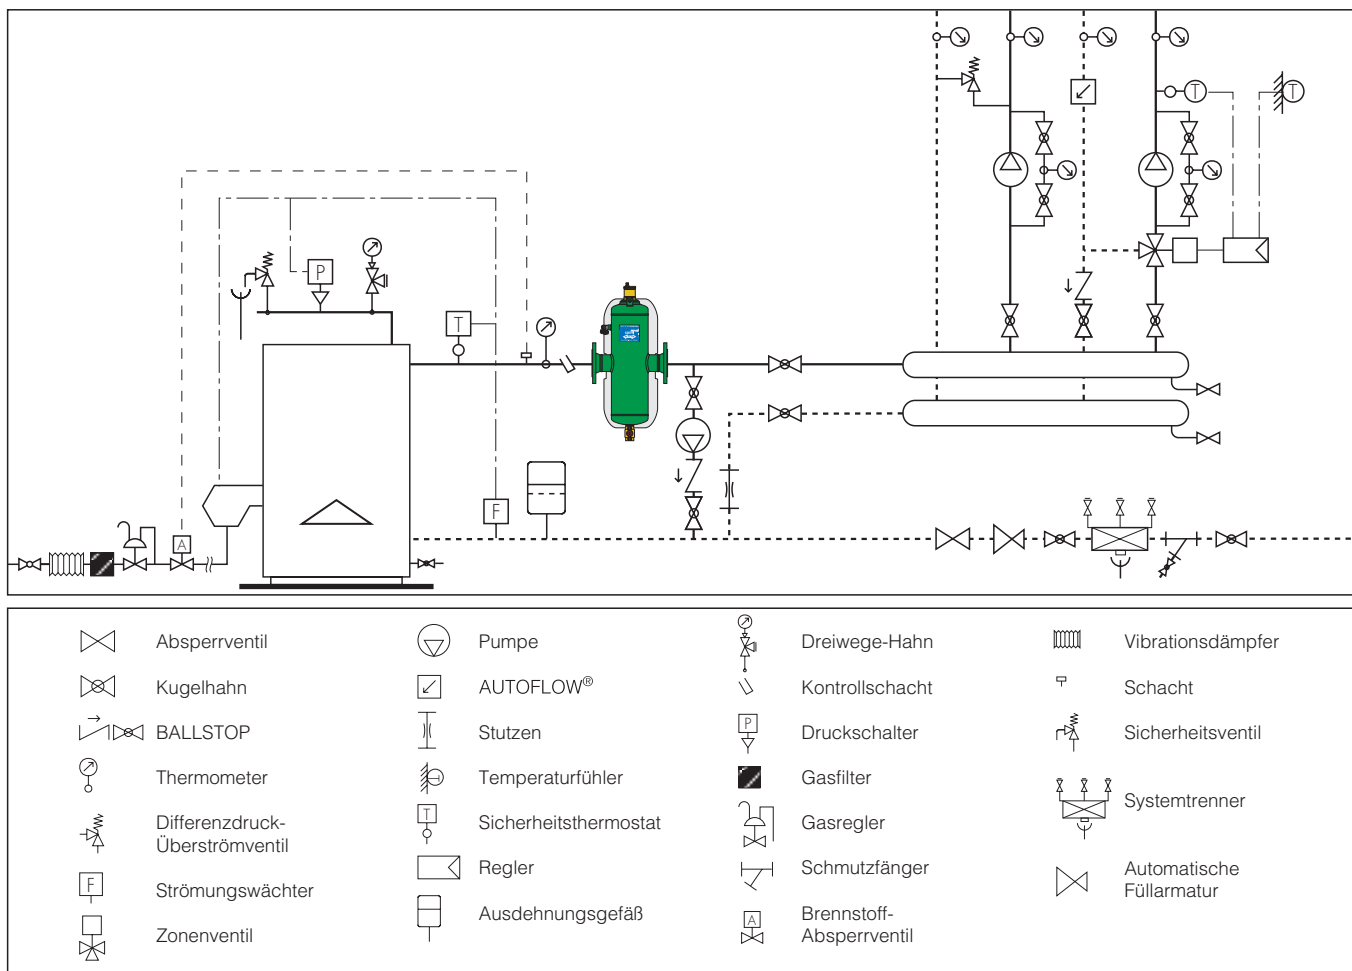 T
T
P
T
F
A
Absperrventil
Kugelhahn
BALLSTOP
Thermometer
Differenzdruck-
Überströmventil
F
Strömungswächter
Zonenventil
Pumpe
AUTOFLOW®
Stutzen
Temperaturfühler
T
Sicherheitsthermostat
Regler
Ausdehnungsgefäß
Dreiwege-Hahn
Kontrollschacht
P
Druckschalter
Gasfilter
Gasregler
Schmutzfänger
A
Brennstoff-
Absperrventil
Vibrationsdämpfer
Schacht
Sicherheitsventil
Systemtrenner
Automatische
Füllarmatur